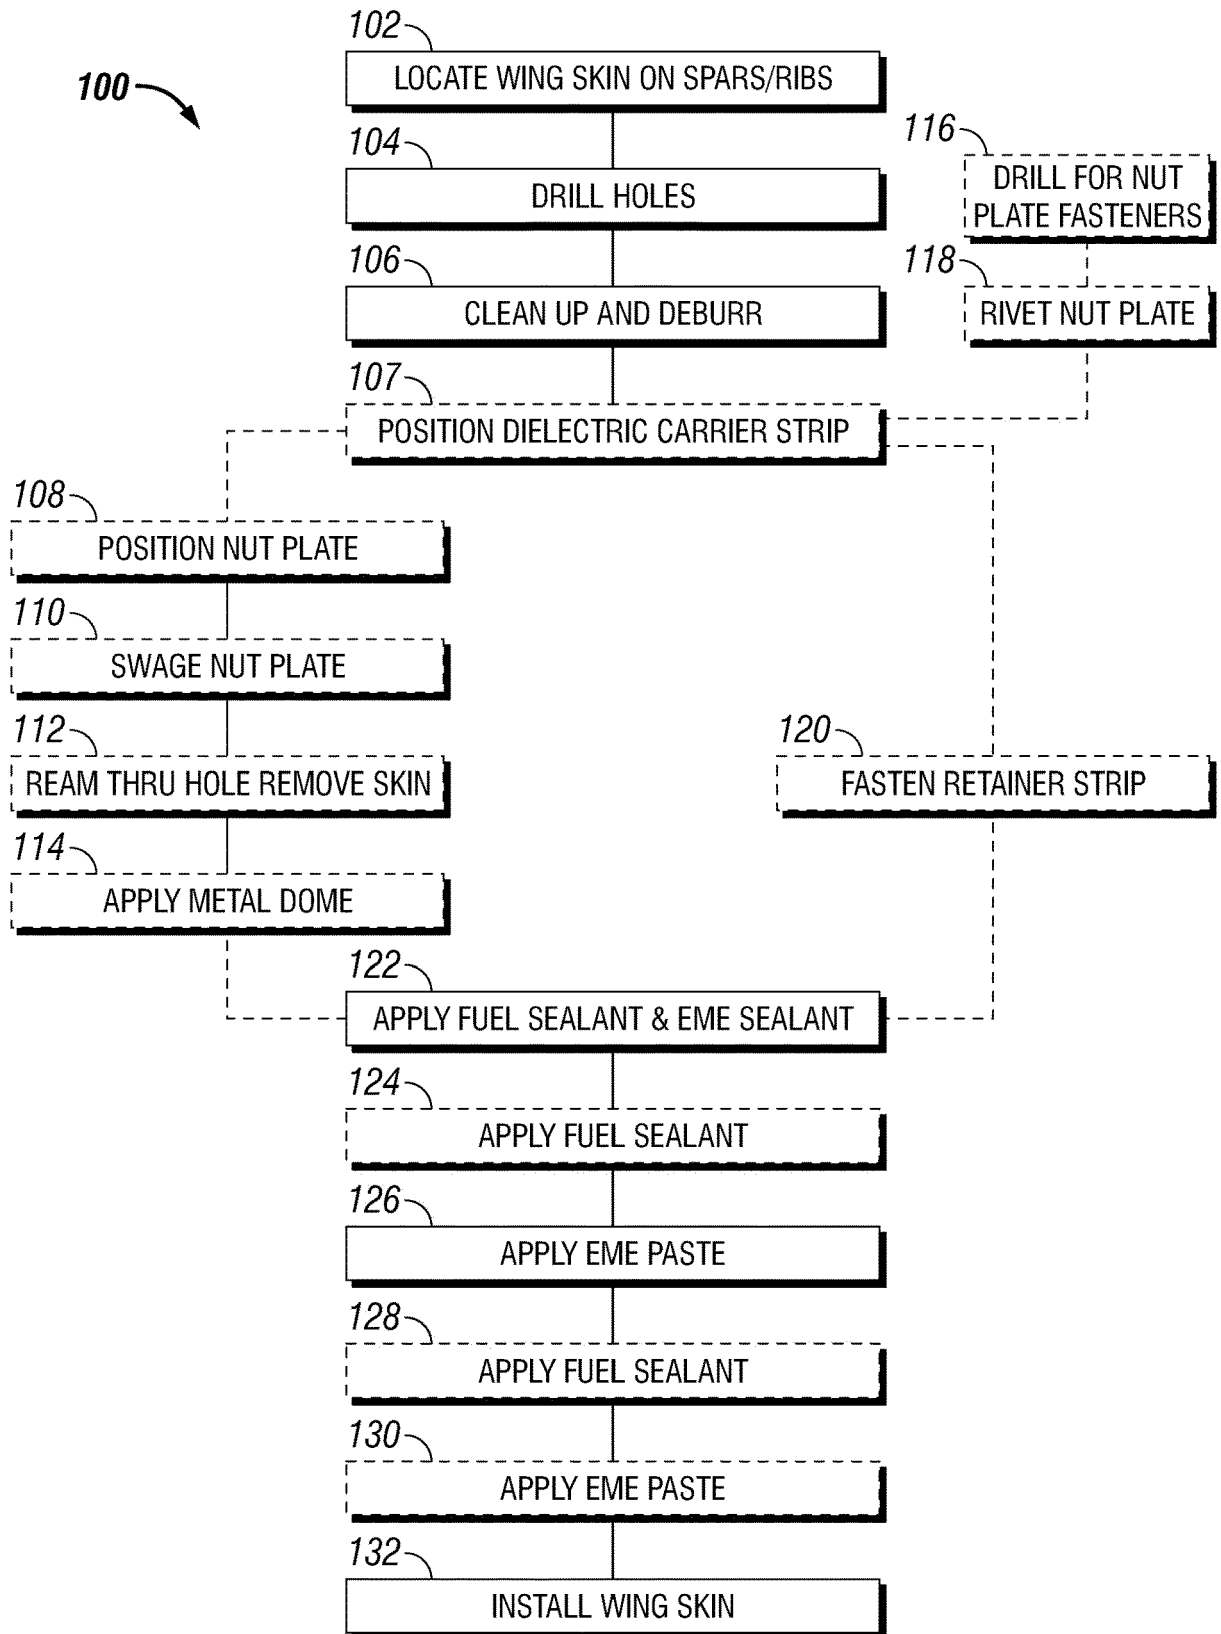 100
102
LOCATE WING SKIN ON SPARS/RIBS
104
DRILL HOLES
116
DRILL FOR NUT
PLATE FASTENERS
106
CLEAN UP AND DEBURR
118
RIVET NUT PLATE
107
POSITION DIELECTRIC CARRIER STRIP
108
POSITION NUT PLATE
110
SWAGE NUT PLATE
112
REAM THRU HOLE REMOVE SKIN
120
FASTEN RETAINER STRIP
114
APPLY METAL DOME
122
APPLY FUEL SEALANT & EME SEALANT
124
APPLY FUEL SEALANT
126
APPLY EME PASTE
128
APPLY FUEL SEALANT
130
APPLY EME PASTE
132
INSTALL WING SKIN